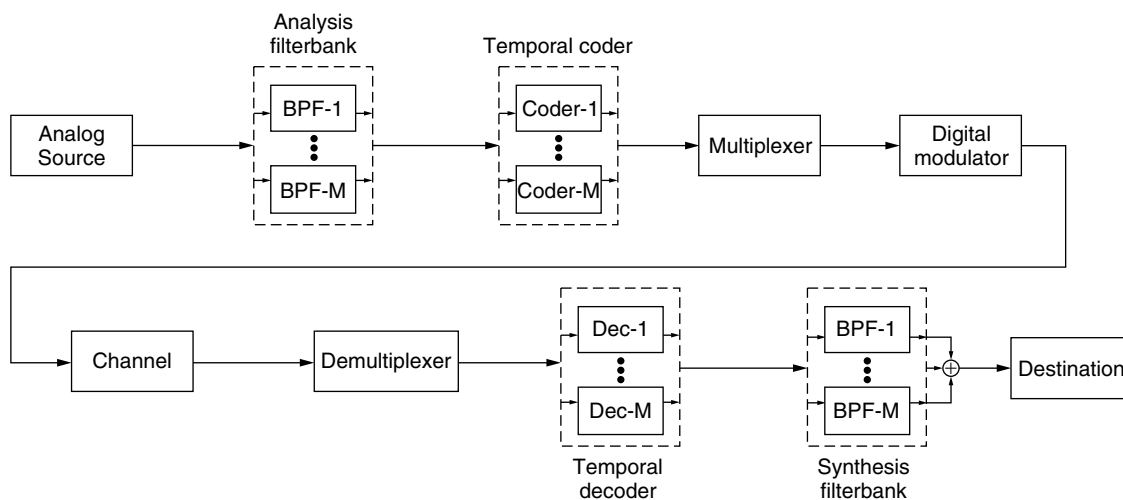 Analysis
filterbank
Temporal coder
BPF-1
BPF-M
Coder-1
Coder-M
Analog
Source
Multiplexer
Digital
modulator
Channel
Demultiplexer
Dec-1
Dec-M
BPF-1
BPF-M
Destination
Temporal
decoder
Synthesis
filterbank